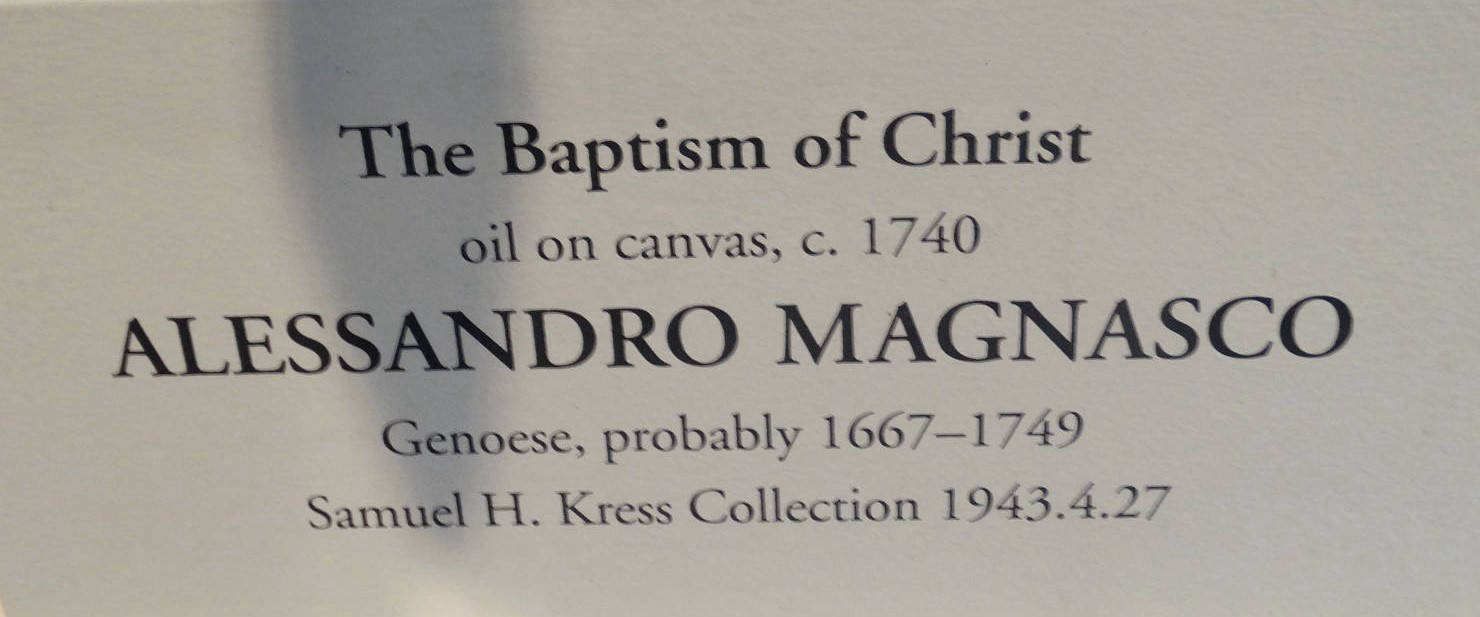 The Baptism of Christ
oil on canvas, c. 1740
ALESSANDRO MAGNASCO
Genoese, probably 1667–1749
Samuel H. Kress Collection 1943.4.27